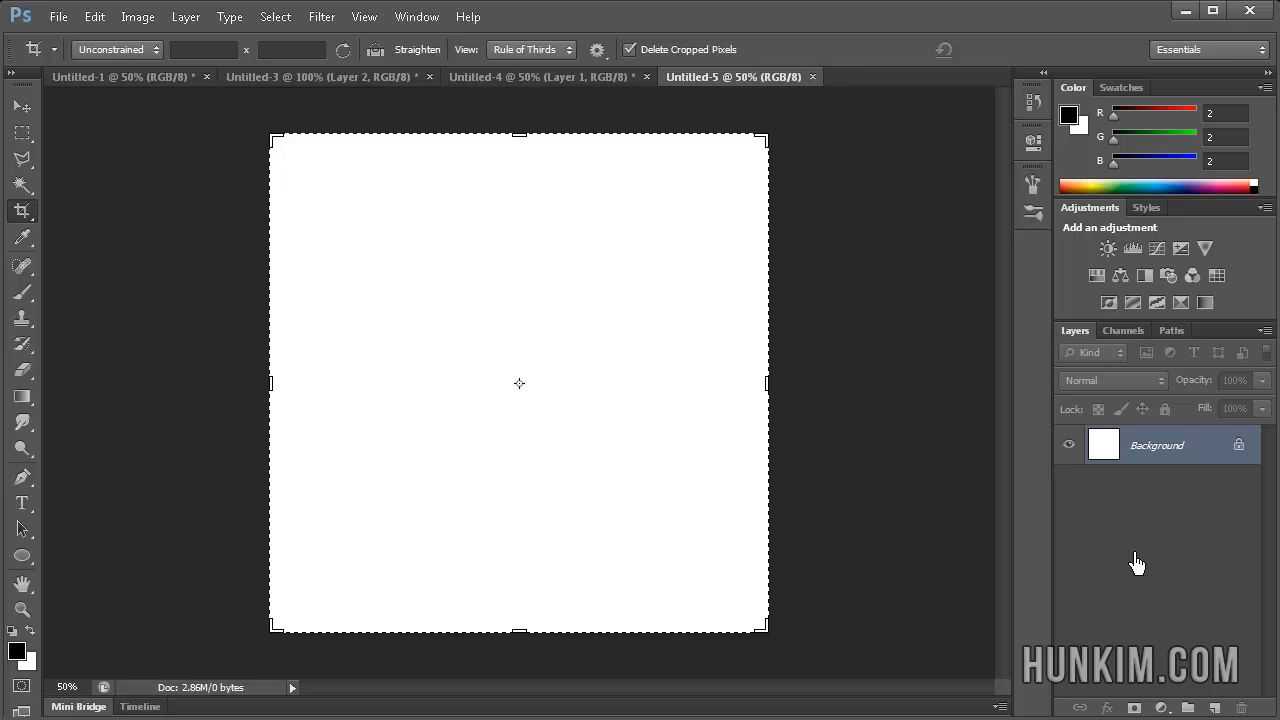 Ps File Edit Image Layer Type Select Filter View Window Help
Unconstrained x Straighten View: Rule of Thirds Delete Cropped Pixels Essentials
Untitled-1 @ 50% (RGB/8) * × Untitled-3 @ 100% (Layer 2, RGB/8) * × Untitled-4 @ 50% (Layer 1, RGB/8) * × Untitled-5 @ 50% (RGB/8) ×
Color Swatches
R 2
G 2
B 2
Adjustments Styles
Add an adjustment
Layers Channels Paths
Kind T
Normal Opacity: 100%
Lock: Fill: 100%
Background
T
HUNKIM.COM
50% Doc: 2.86M/0 bytes
Mini Bridge Timeline
fx